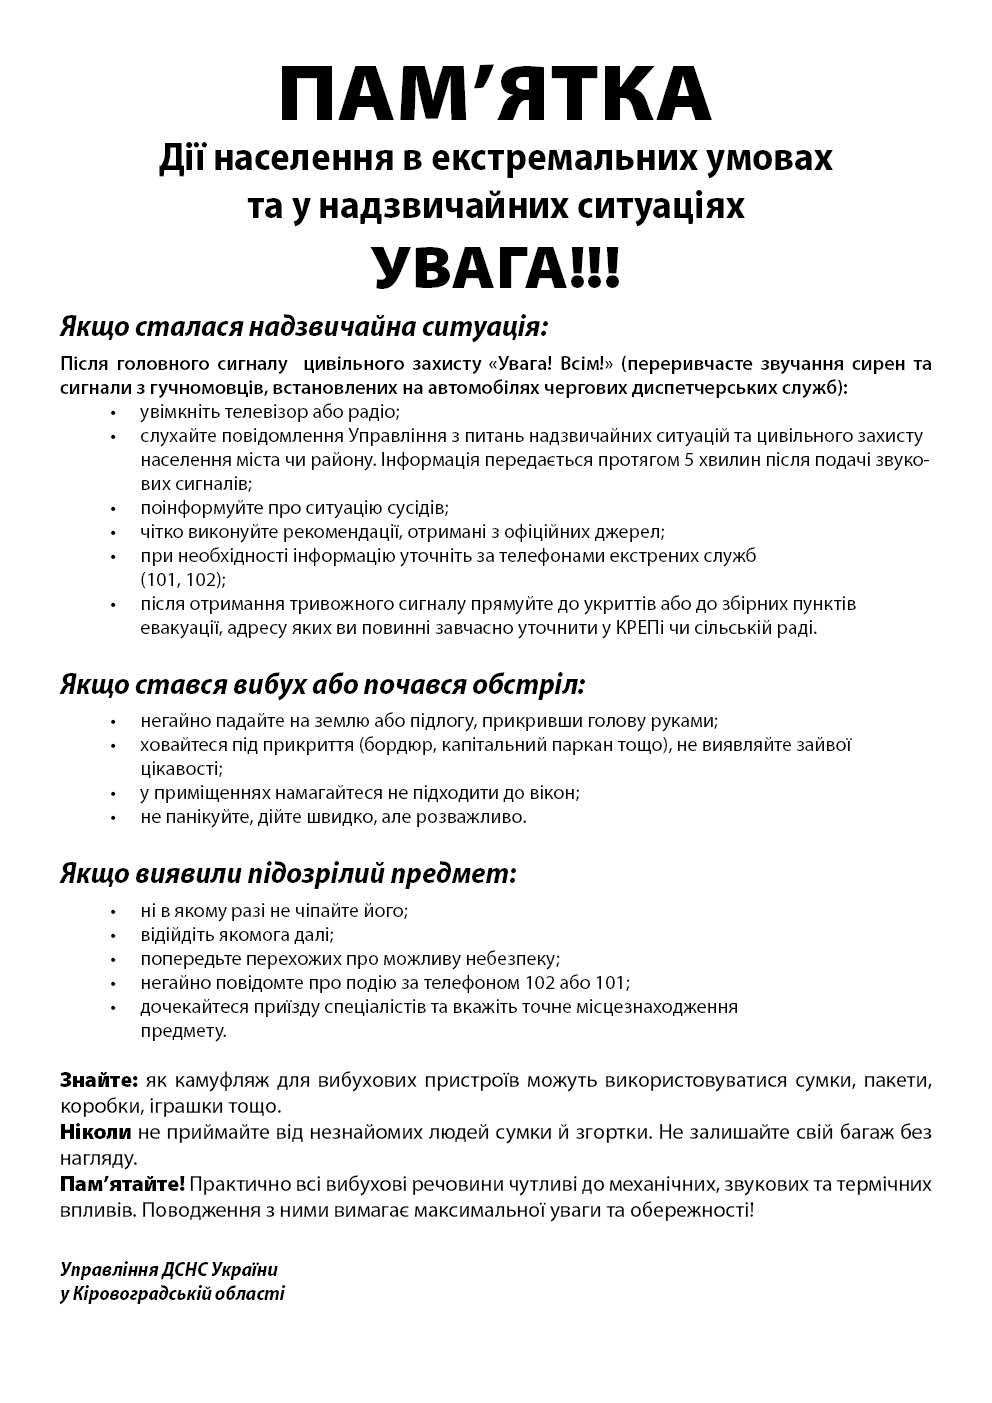 ПАМ’ЯТКА
Дії населення в екстремальних умовах
та у надзвичайних ситуаціях
УВАГА!!!
Якщо сталася надзвичайна ситуація:
Після головного сигналу цивільного захисту «Увага! Всім!» (переривчасте звучання сирен та
сигнали з гучномовців, встановлених на автомобілях чергових диспетчерських служб):
• увімкніть телевізор або радіо;
• слухайте повідомлення Управління з питань надзвичайних ситуацій та цивільного захисту
населення міста чи району. Інформація передається протягом 5 хвилин після подачі звуко-
вих сигналів;
• поінформуйте про ситуацію сусідів;
• чітко виконуйте рекомендації, отримані з офіційних джерел;
• при необхідності інформацію уточніть за телефонами екстрених служб
(101, 102);
• після отримання тривожного сигналу прямуйте до укриттів або до збірних пунктів
евакуації, адресу яких ви повинні завчасно уточнити у КРЕПі чи сільській раді.
Якщо стався вибух або почався обстріл:
• негайно падайте на землю або підлогу, прикривши голову руками;
• ховайтеся під прикриття (бордюр, капітальний паркан тощо), не виявляйте зайвої
цікавості;
• у приміщеннях намагайтеся не підходити до вікон;
• не панікуйте, дійте швидко, але розважливо.
Якщо виявили підозрілий предмет:
• ні в якому разі не чіпайте його;
• відійдіть якомога далі;
• попередьте перехожих про можливу небезпеку;
• негайно повідомте про подію за телефоном 102 або 101;
• дочекайтеся приїзду спеціалістів та вкажіть точне місцезнаходження
предмету.
Знайте: як камуфляж для вибухових пристроїв можуть використовуватися сумки, пакети,
коробки, іграшки тощо.
Ніколи не приймайте від незнайомих людей сумки й згортки. Не залишайте свій багаж без
нагляду.
Пам’ятайте! Практично всі вибухові речовини чутливі до механічних, звукових та термічних
впливів. Поводження з ними вимагає максимальної уваги та обережності!
Управління ДСНС України
у Кіровоградській області